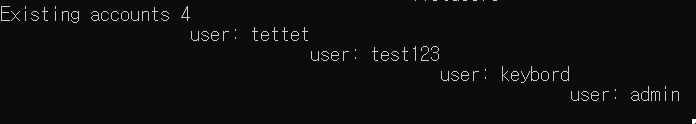 Existing accounts 4
user: tettet
user: test123
user: keybord
user: admin